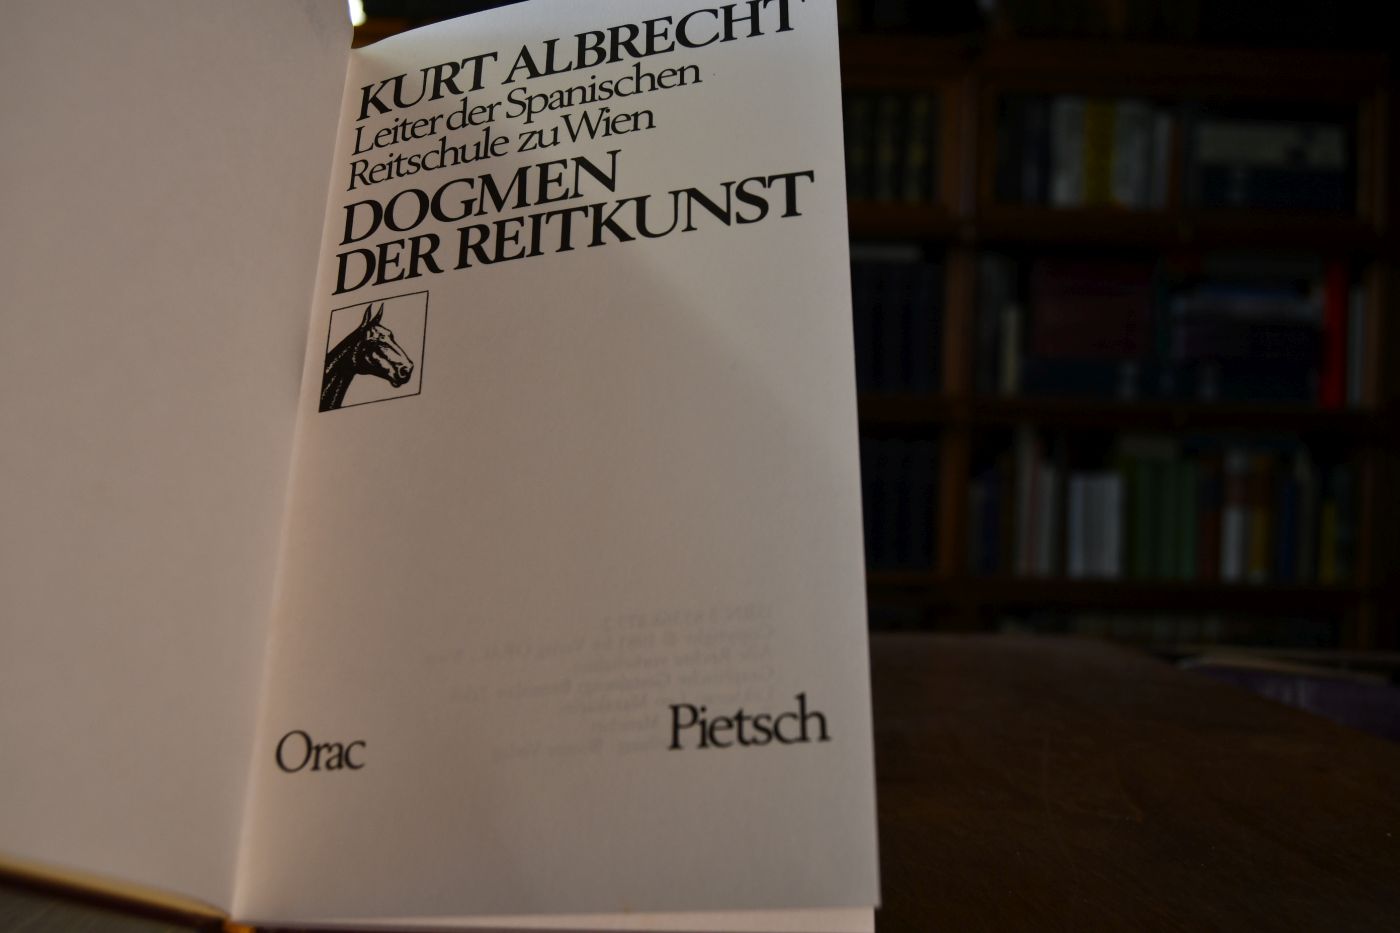 KURT ALBRECHT
Leiter der Spanischen
Reitschule zu Wien
DOGMEN
DER REITKUNST
Orac
Pietsch